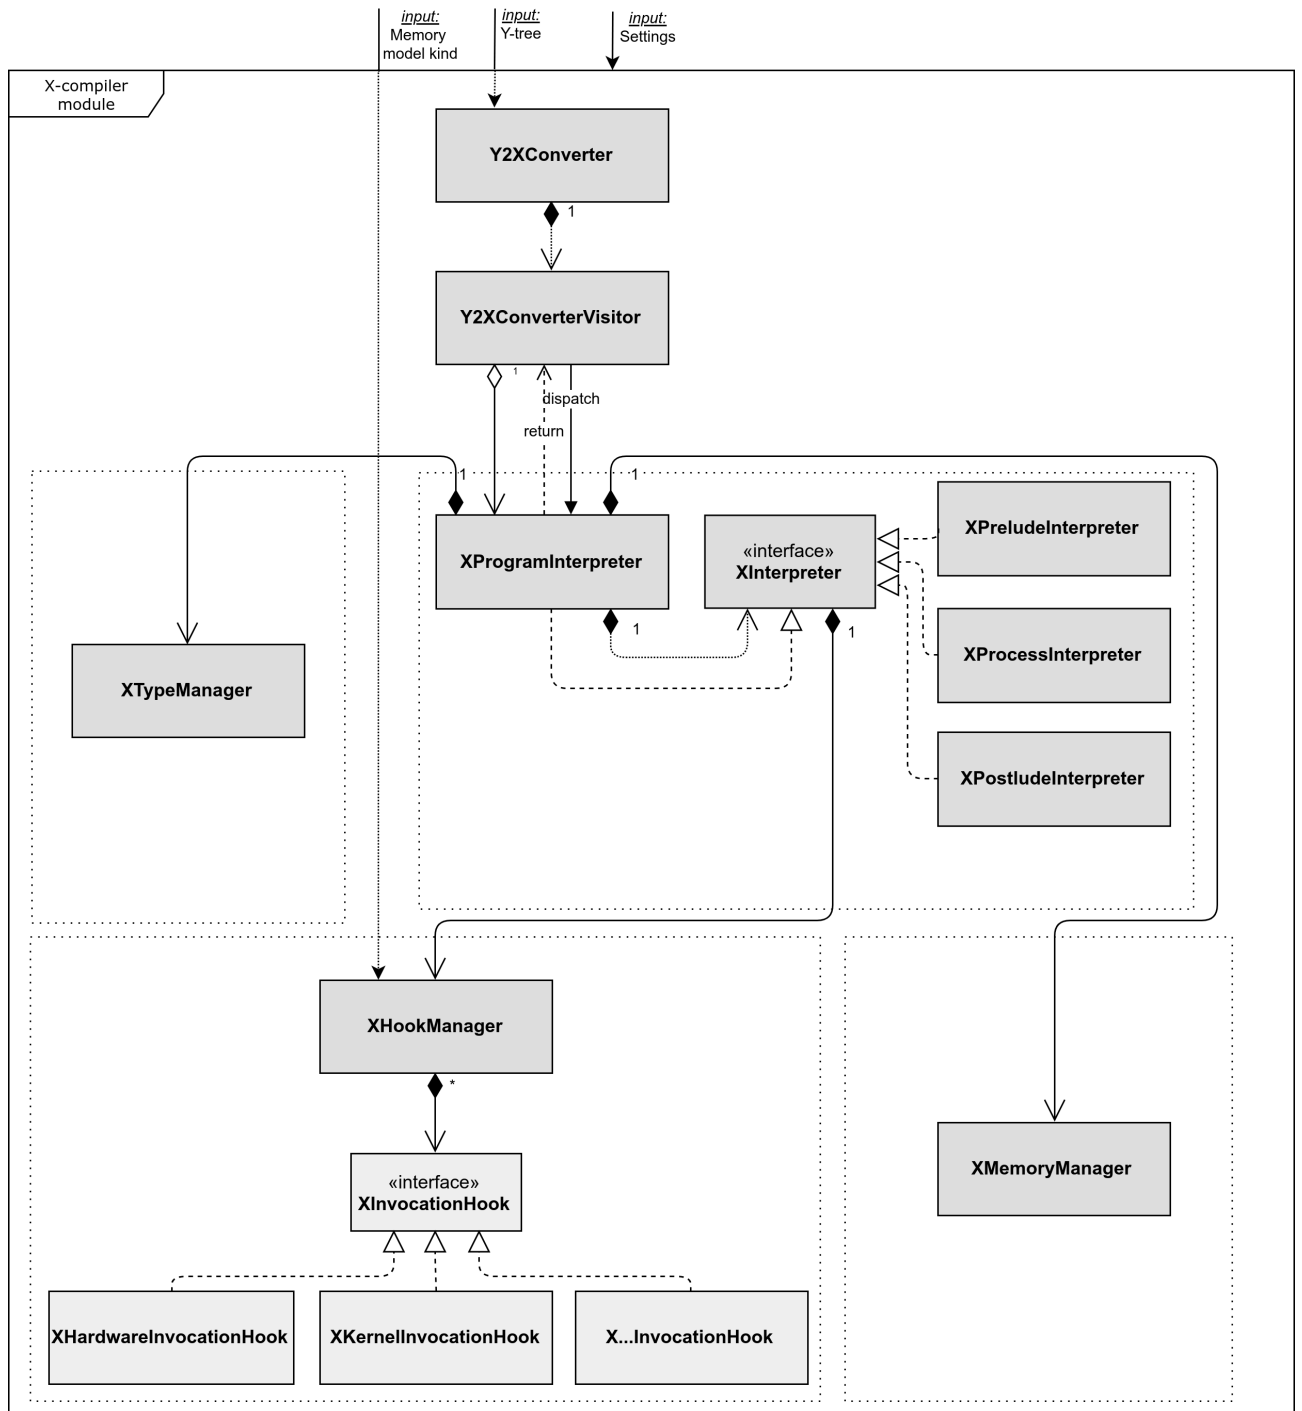 input:
Memory
model kind
input:
Y-tree
input:
Settings
X-compiler
module
Y2XConverter
1
Y2XConverterVisitor
1
dispatch
return
1
1
XProgramInterpreter
«interface»
XInterpreter
XPreludeInterpreter
1
1
XProcessInterpreter
XTypeManager
XPostludeInterpreter
XHookManager
*
«interface»
XInvocationHook
XMemoryManager
XHardwareInvocationHook
XKernelInvocationHook
X...InvocationHook